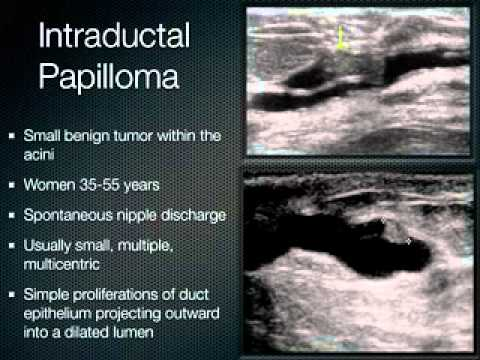 Intraductal
Papilloma
Small benign tumor within the
acini
Women 35-55 years
Spontaneous nipple discharge
Usually small, multiple,
multicentric
Simple proliferations of duct
epithelium projecting outward
into a dilated lumen